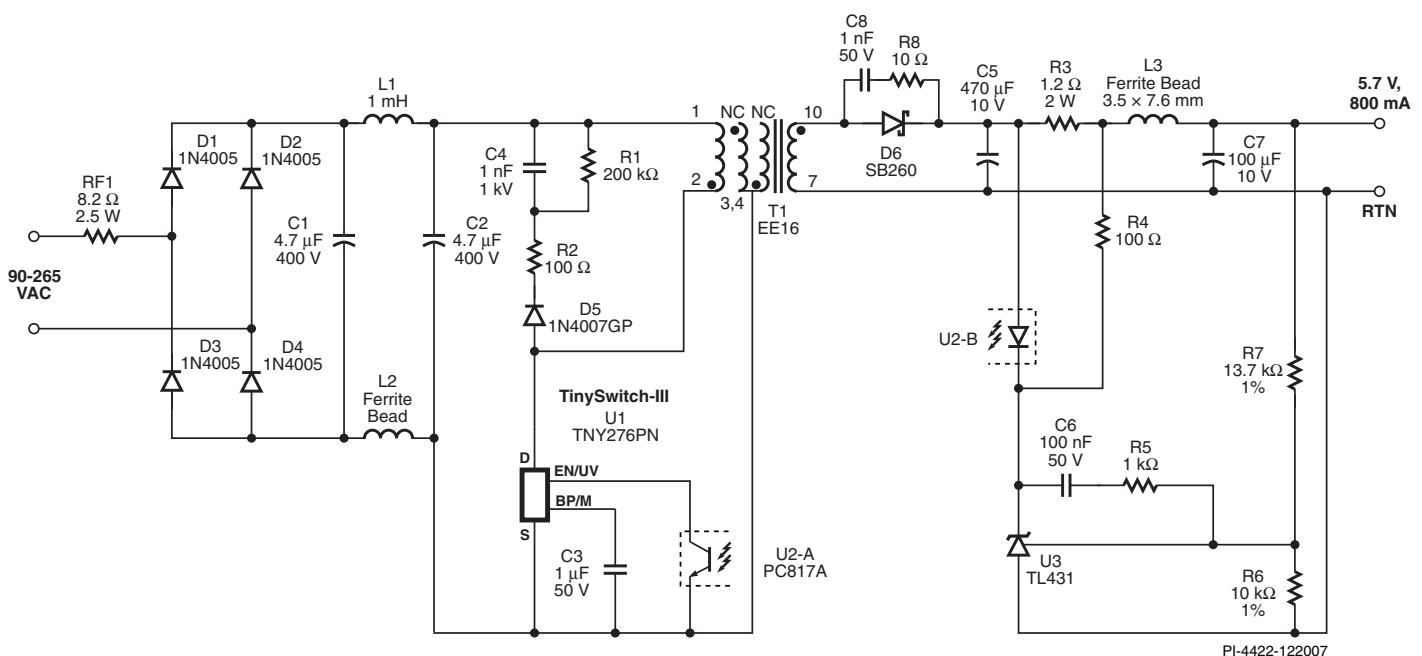 90-265
VAC
RF1
8.2 Ω
2.5 W
D1
1N4005
D2
1N4005
D3
1N4005
D4
1N4005
C1
4.7 µF
400 V
L1
1 mH
L2
Ferrite
Bead
C2
4.7 µF
400 V
C4
1 nF
1 kV
R1
200 kΩ
R2
100 Ω
D5
1N4007GP
TinySwitch-III
U1
TNY276PN
D
S
EN/UV
BP/M
C3
1 µF
50 V
U2-A
PC817A
1
2
NC
NC
3,4
T1
EE16
10
7
C8
1 nF
50 V
R8
10 Ω
D6
SB260
C5
470 µF
10 V
R3
1.2 Ω
2 W
L3
Ferrite Bead
3.5 × 7.6 mm
C7
100 µF
10 V
5.7 V,
800 mA
RTN
R4
100 Ω
U2-B
R7
13.7 kΩ
1%
C6
100 nF
50 V
R5
1 kΩ
U3
TL431
R6
10 kΩ
1%
PI-4422-122007